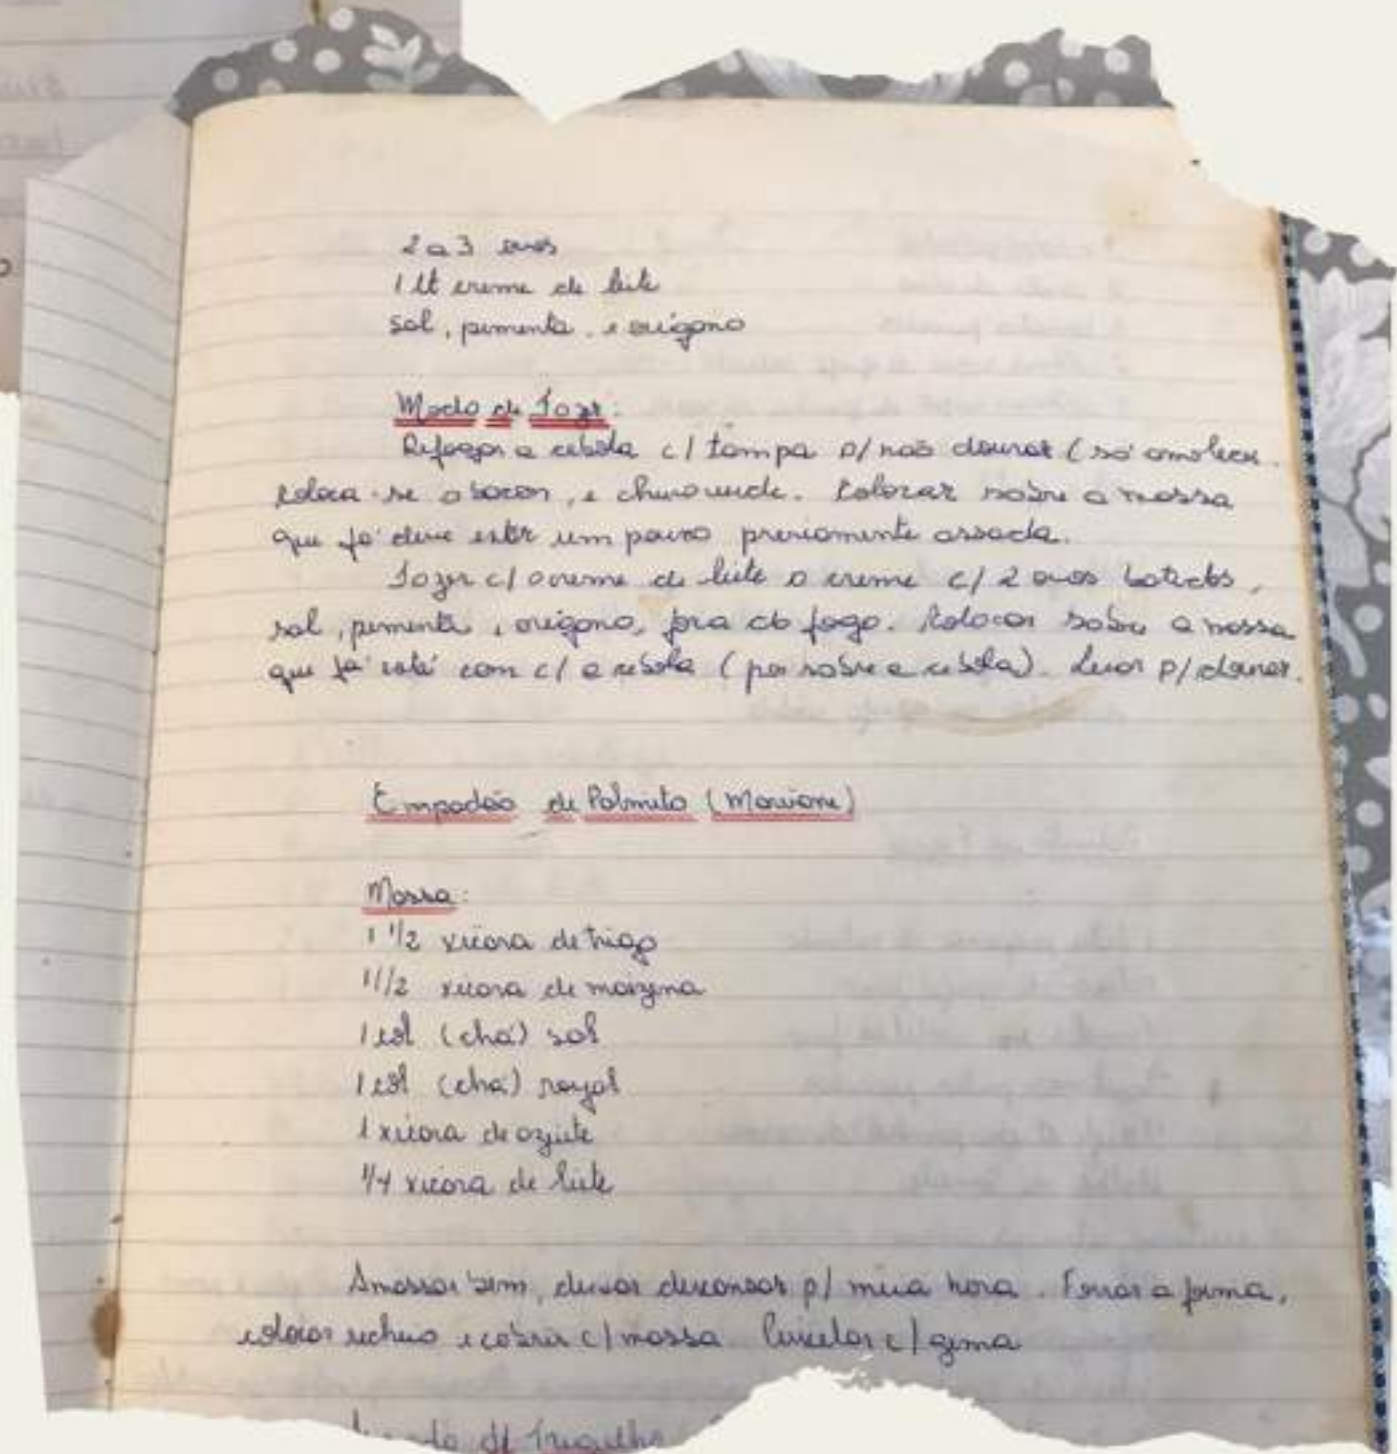 2 a 3 ovos
1 lt creme de leite
sal, pimenta, e orégano
Modo de Fazer:
Refogar a cebola c/ tampa p/ não dourar (só amolecer.
Coloca-se o bacon, e churo. Colocar sobre a massa
que já deve estar um pouco previamente assada.
Fazer c/ o creme de leite o creme c/ 2 ovos batidos,
sal, pimenta, orégano, fora do fogo. Colocar sobre a massa
que já está com c/ a cebola (por sobre a cebola). Levar p/ dourar.
Empadão de Palmito (Marione)
Massa:
1 1/2 xícara de trigo
1 1/2 xícara de maizena
1 col (chá) sal
1 col (chá) royal
1 xícara de azeite
1/4 xícara de leite
Amassar bem, deixar descansar p/ meia hora. Forrar a forma,
colocar recheio e cobrir c/ massa. Pincelar c/ gema